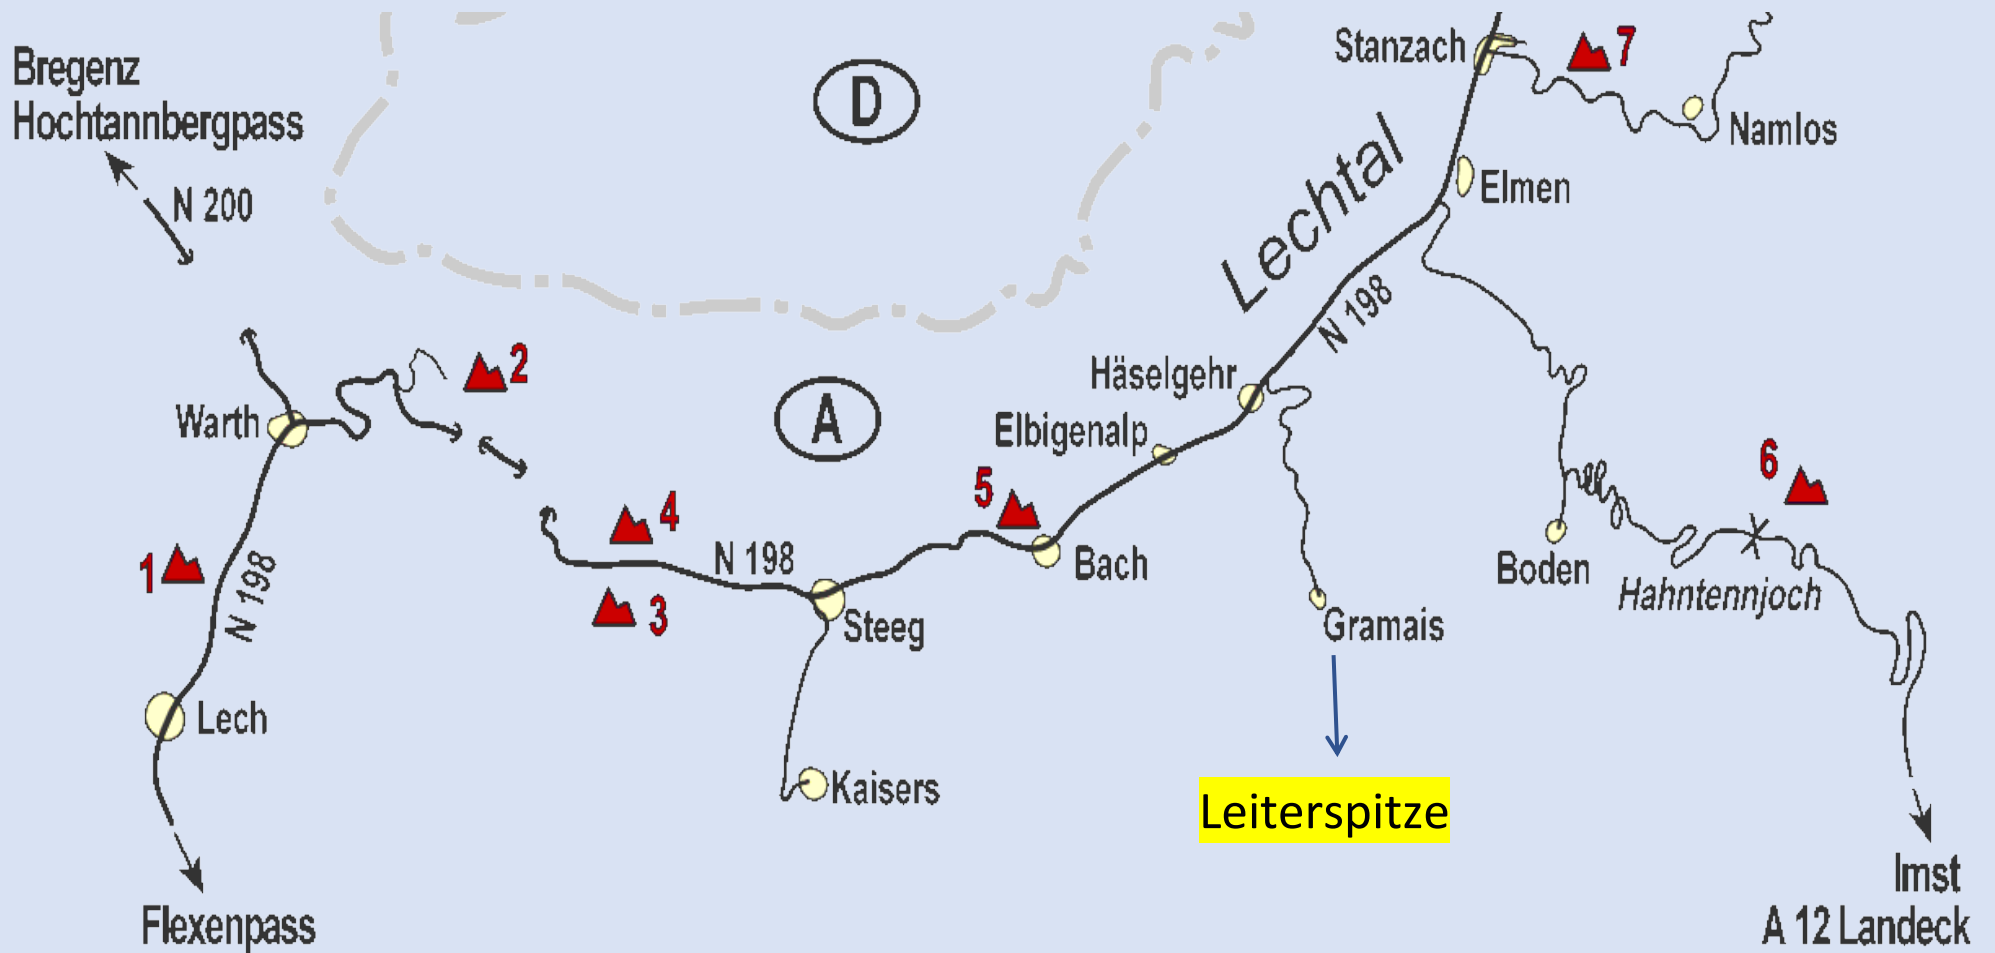 Bregenz
Hochtannbergpass
N 200
D
Stanzach
7
Namlos
Elmen
Lechtal
N 198
2
Warth
A
Häselgehr
Elbigenalp
5
4
6
N 198
Bach
1
N 198
3
Steeg
Boden
Hahntennjoch
Gramais
Lech
Kaisers
Leiterspitze
Flexenpass
Imst
A 12 Landeck